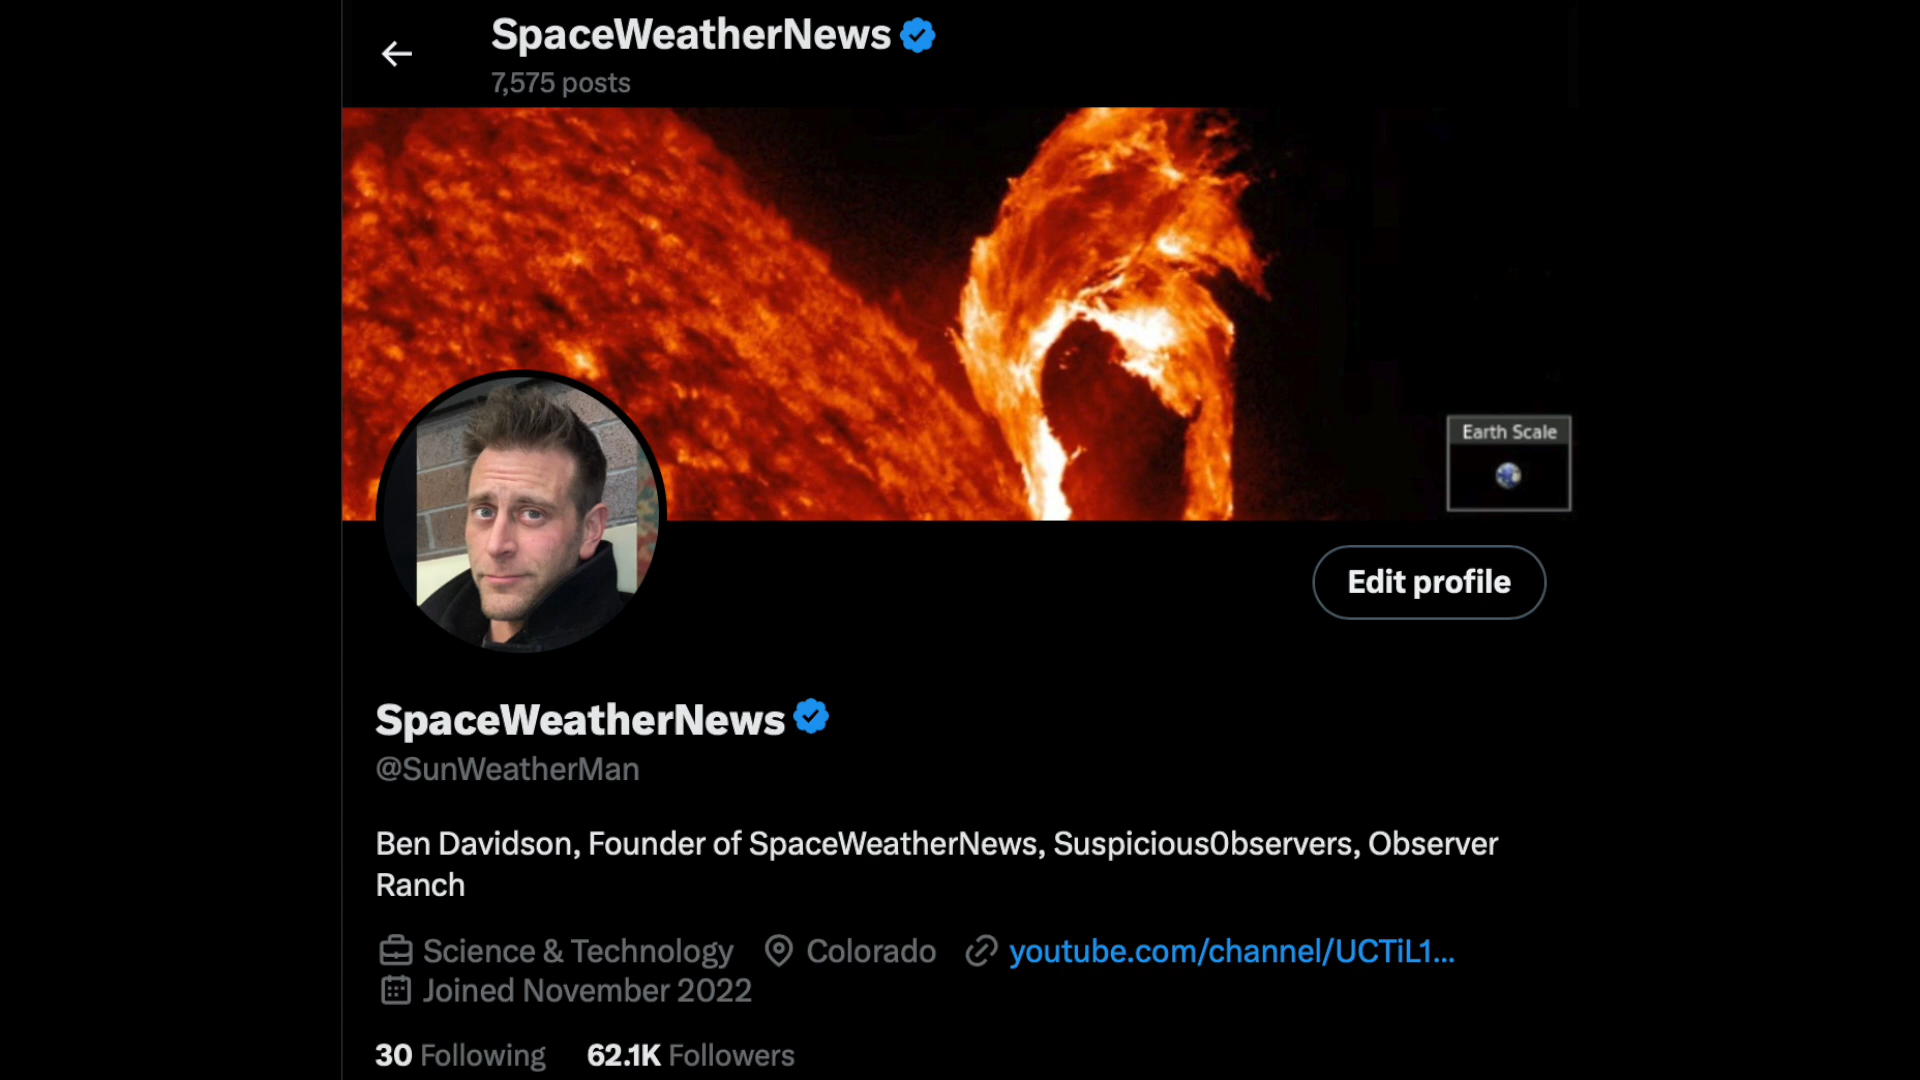 SpaceWeatherNews
7,575 posts
Earth Scale
Edit profile
SpaceWeatherNews
@SunWeatherMan
Ben Davidson, Founder of SpaceWeatherNews, Suspicious0bservers, Observer
Ranch
Science & Technology Colorado youtube.com/channel/UCTiL1...
Joined November 2022
30 Following 62.1K Followers